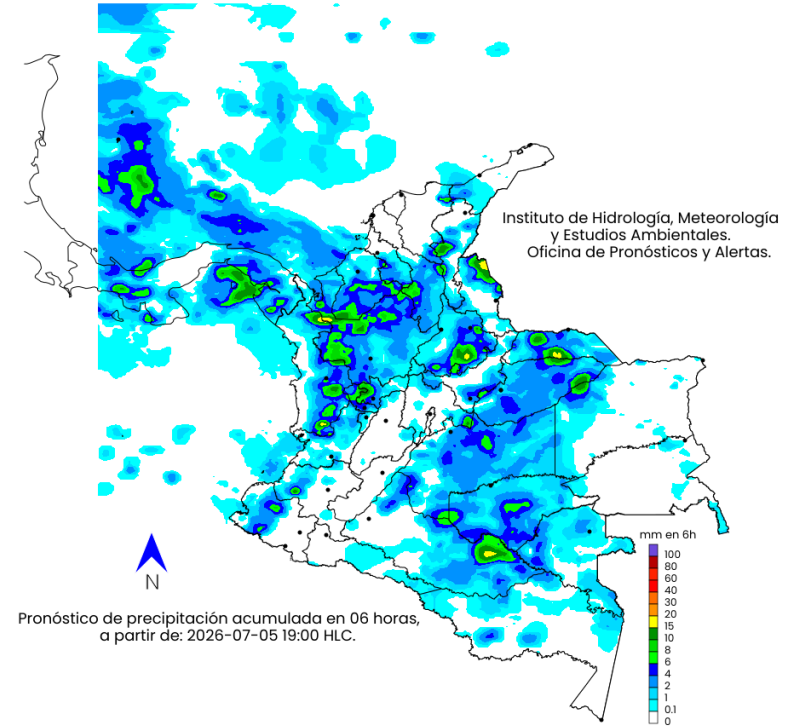 Instituto de Hidrología, Meteorología
y Estudios Ambientales.
Oficina de Pronósticos y Alertas.
mm en 6h
100
80
60
40
30
20
15
10
8
6
4
2
1
0.1
0
N
Pronóstico de precipitación acumulada en 06 horas,
a partir de: 2026-07-05 19:00 HLC.